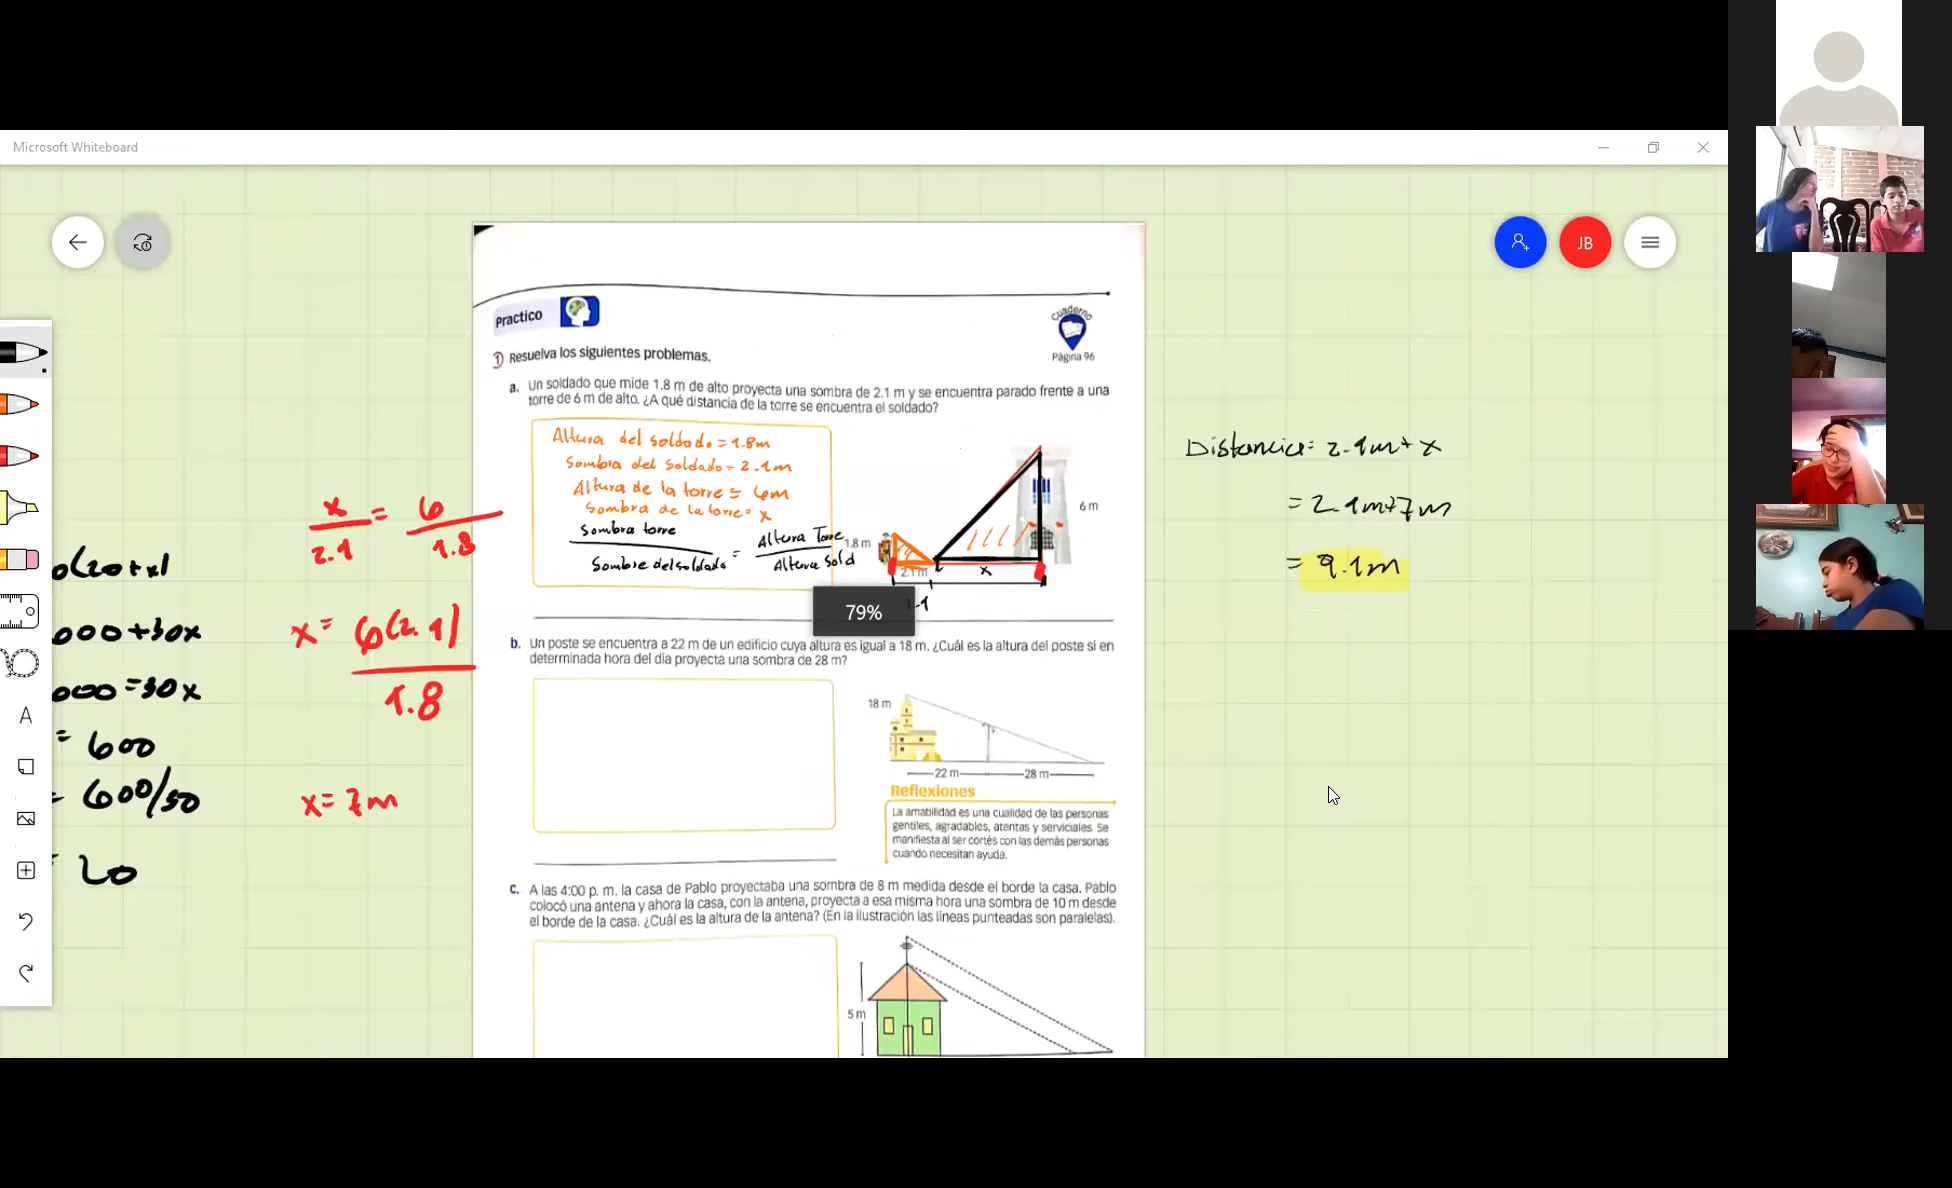 Microsoft Whiteboard
JB
Practico
Cuaderno
Página 96
1 Resuelva los siguientes problemas.
a. Un soldado que mide 1.8 m de alto proyecta una sombra de 2.1 m y se encuentra parado frente a una
torre de 6 m de alto. ¿A qué distancia de la torre se encuentra el soldado?
Altura del soldado = 1.8m
Sombra del soldado = 2.1m
Altura de la torre = 6m
Sombra de la torre = x
Sombra torre
Sombra del soldado
=
Altura Torre
Altura Sold
1.8 m
2.1 m
x
6 m
79%
Distancia = 2.1m + x
= 2.1m+7m
= 9.1m
x/2.1 = 6/1.8
x = 6(2.1)/1.8
x = 7m
(20+x)
000+30x
000=30x
= 600
= 600/30
= 20
A
b. Un poste se encuentra a 22 m de un edificio cuya altura es igual a 18 m. ¿Cuál es la altura del poste si en
determinada hora del día proyecta una sombra de 28 m?
18 m
22 m
28 m
Reflexiones
La amabilidad es una cualidad de las personas
gentiles, agradables, atentas y serviciales. Se
manifiesta al ser cortés con las demás personas
cuando necesitan ayuda.
c. A las 4:00 p. m. la casa de Pablo proyectaba una sombra de 8 m medida desde el borde la casa. Pablo
colocó una antena y ahora la casa, con la antena, proyecta a esa misma hora una sombra de 10 m desde
el borde de la casa. ¿Cuál es la altura de la antena? (En la ilustración las líneas punteadas son paralelas).
5 m